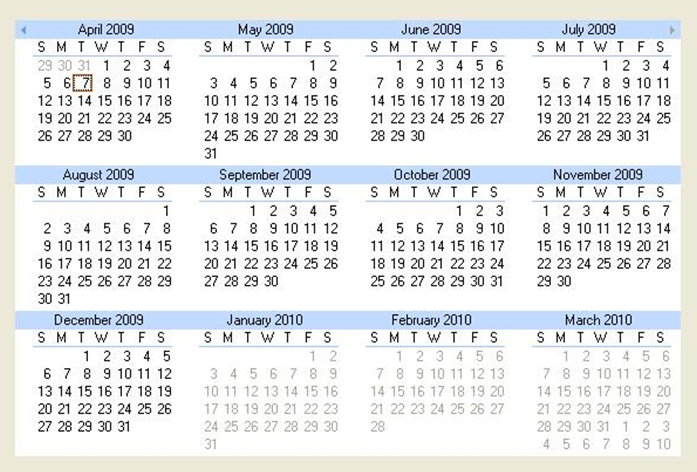 April 2009
S M T W T F S
29 30 31 1 2 3 4
5 6 7 8 9 10 11
12 13 14 15 16 17 18
19 20 21 22 23 24 25
26 27 28 29 30
May 2009
S M T W T F S
1 2
3 4 5 6 7 8 9
10 11 12 13 14 15 16
17 18 19 20 21 22 23
24 25 26 27 28 29 30
31
June 2009
S M T W T F S
1 2 3 4 5 6
7 8 9 10 11 12 13
14 15 16 17 18 19 20
21 22 23 24 25 26 27
28 29 30
July 2009
S M T W T F S
1 2 3 4
5 6 7 8 9 10 11
12 13 14 15 16 17 18
19 20 21 22 23 24 25
26 27 28 29 30 31
August 2009
S M T W T F S
1
2 3 4 5 6 7 8
9 10 11 12 13 14 15
16 17 18 19 20 21 22
23 24 25 26 27 28 29
30 31
September 2009
S M T W T F S
1 2 3 4 5
6 7 8 9 10 11 12
13 14 15 16 17 18 19
20 21 22 23 24 25 26
27 28 29 30
October 2009
S M T W T F S
1 2 3
4 5 6 7 8 9 10
11 12 13 14 15 16 17
18 19 20 21 22 23 24
25 26 27 28 29 30 31
November 2009
S M T W T F S
1 2 3 4 5 6 7
8 9 10 11 12 13 14
15 16 17 18 19 20 21
22 23 24 25 26 27 28
29 30
December 2009
S M T W T F S
1 2 3 4 5
6 7 8 9 10 11 12
13 14 15 16 17 18 19
20 21 22 23 24 25 26
27 28 29 30 31
January 2010
S M T W T F S
1 2
3 4 5 6 7 8 9
10 11 12 13 14 15 16
17 18 19 20 21 22 23
24 25 26 27 28 29 30
31
February 2010
S M T W T F S
1 2 3 4 5 6
7 8 9 10 11 12 13
14 15 16 17 18 19 20
21 22 23 24 25 26 27
28
March 2010
S M T W T F S
1 2 3 4 5 6
7 8 9 10 11 12 13
14 15 16 17 18 19 20
21 22 23 24 25 26 27
28 29 30 31 1 2 3
4 5 6 7 8 9 10